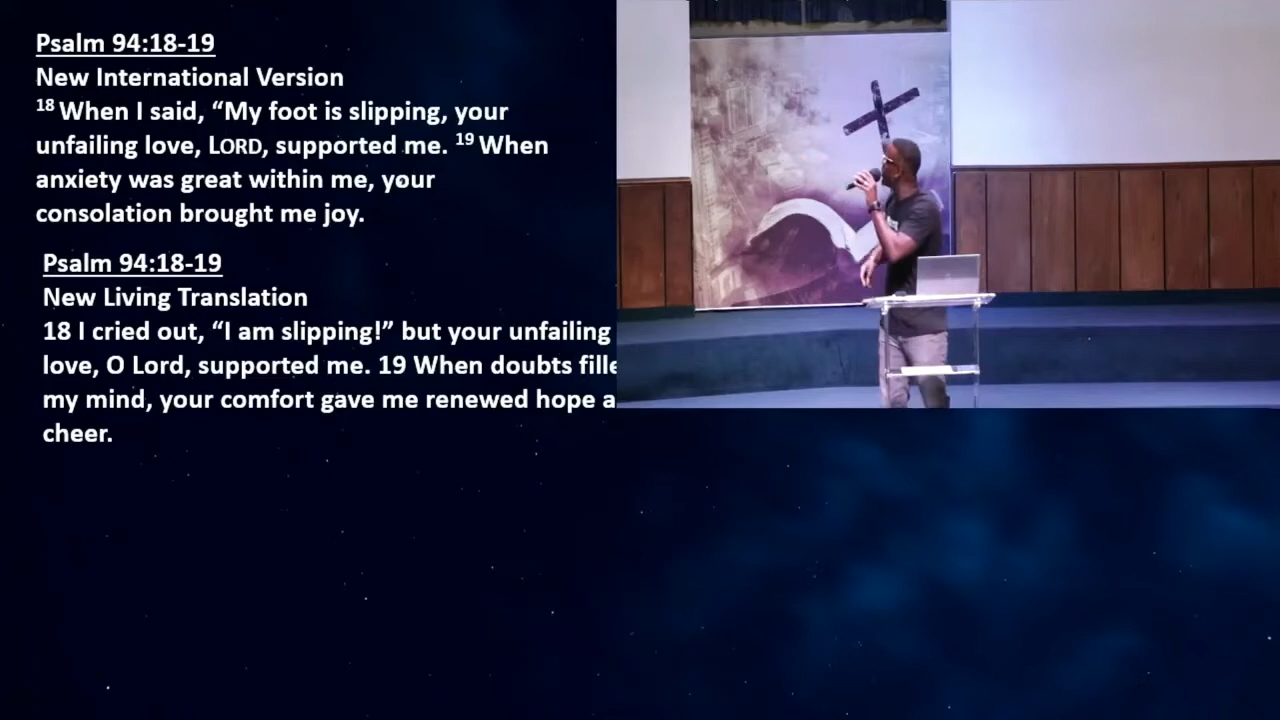 Psalm 94:18-19
New International Version
18 When I said, “My foot is slipping, your
unfailing love, LORD, supported me. 19 When
anxiety was great within me, your
consolation brought me joy.
Psalm 94:18-19
New Living Translation
18 I cried out, “I am slipping!” but your unfailing
love, O Lord, supported me. 19 When doubts
my mind, your comfort gave me renewed hope
cheer.